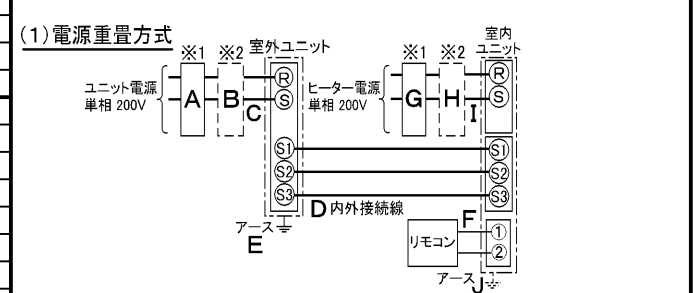 (1)電源重畳方式
※1 ※2 室外ユニット
ユニット電源
単相 200V
A B C
R
S
※1 ※2 室内
ユニット
ヒーター電源
単相 200V
G H I
R
S
S1 S1
S2 S2
S3 S3
D 内外接続線
アース
E
リモコン
F
①
②
アース J